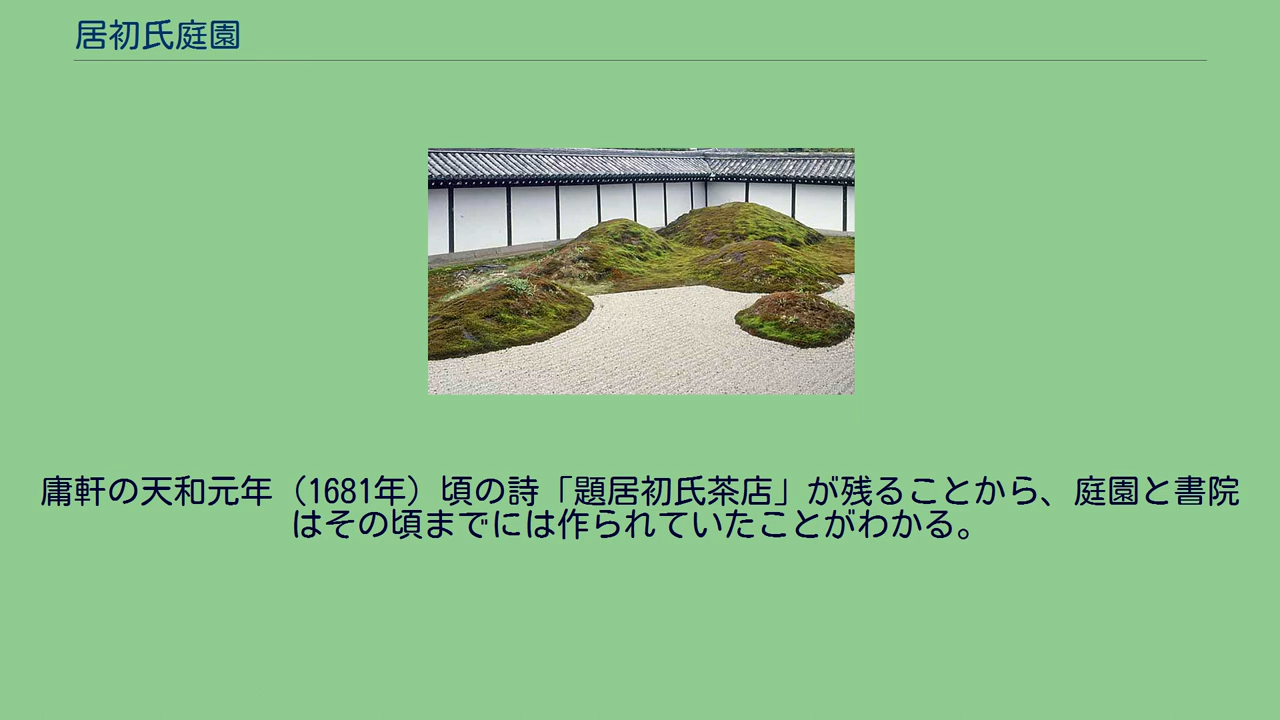 居初氏庭園
庸軒の天和元年（1681年）頃の詩「題居初氏茶店」が残ることから、庭園と書院
はその頃までには作られていたことがわかる。